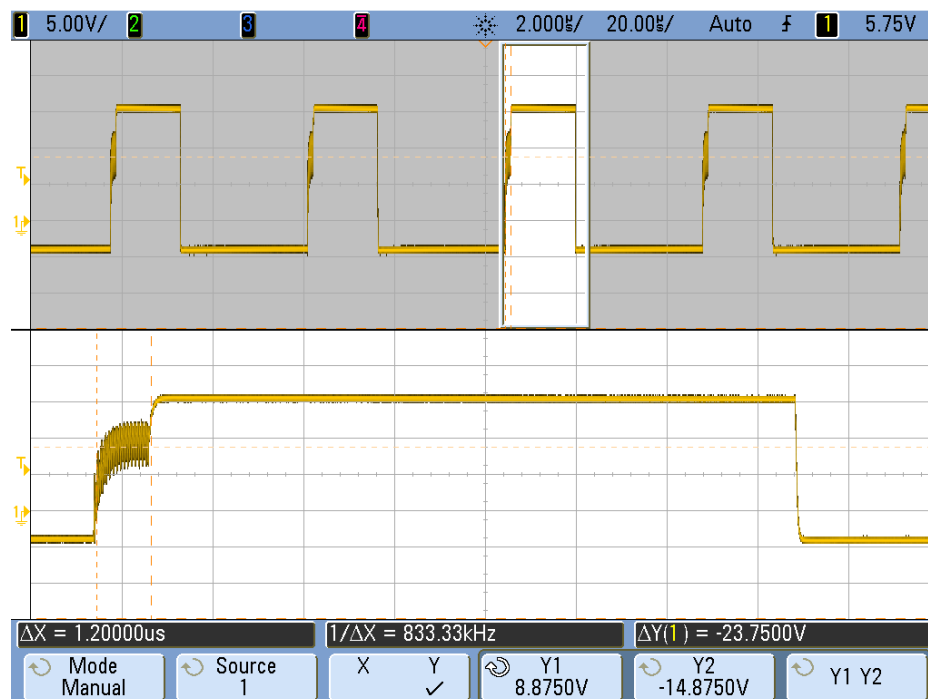 1 5.00V/ 2 3 4 2.000㎲/ 20.00㎲/ Auto 1 5.75V
T
1
T
1
ΔX = 1.20000us 1/ΔX = 833.33kHz ΔY(1) = -23.7500V
Mode Source X Y Y1 Y2 Y1 Y2
Manual 1 ✓ 8.8750V -14.8750V